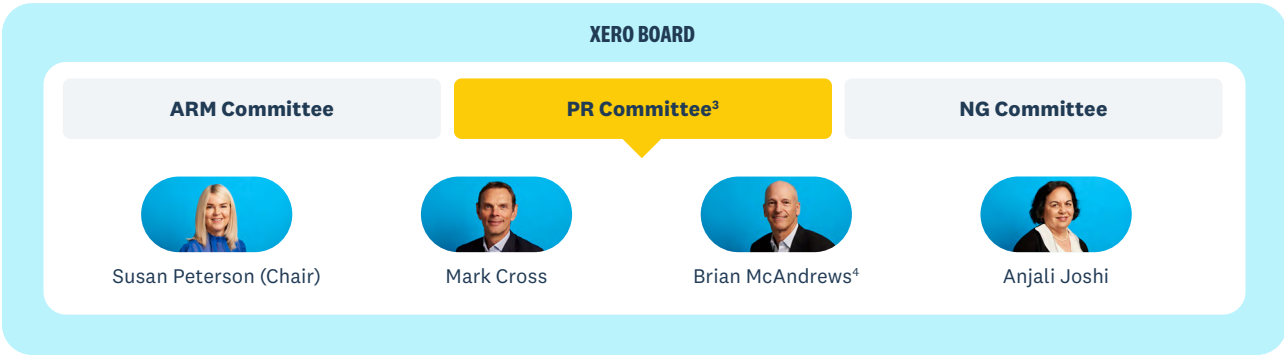 XERO BOARD
ARM Committee
PR Committee³
NG Committee
Susan Peterson (Chair)
Mark Cross
Brian McAndrews⁴
Anjali Joshi